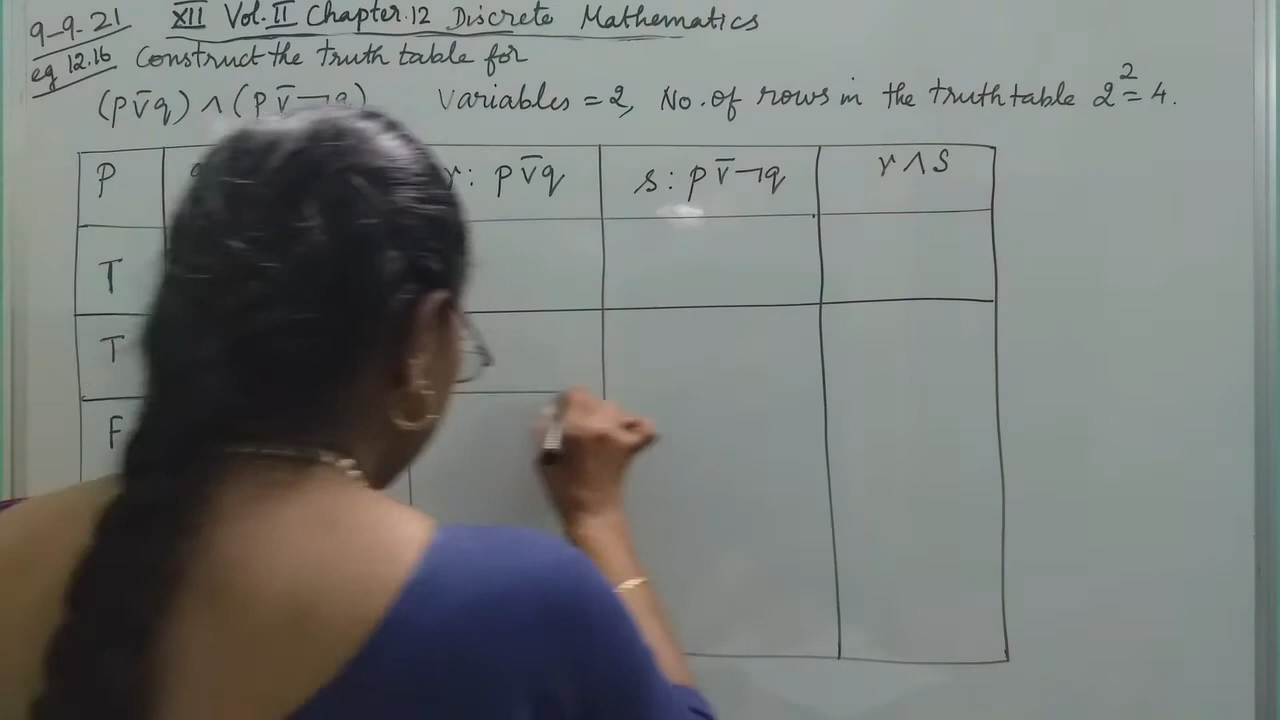 9-9-21 XII Vol. II Chapter.12 Discrete Mathematics
eg 12.16 Construct the truth table for
(p v̅ q) ∧ (p v̅ ¬q) Variables = 2, No. of rows in the truth table 2² = 4.
P r: p v̅ q s: p v̅ ¬q r ∧ S
T
T
F